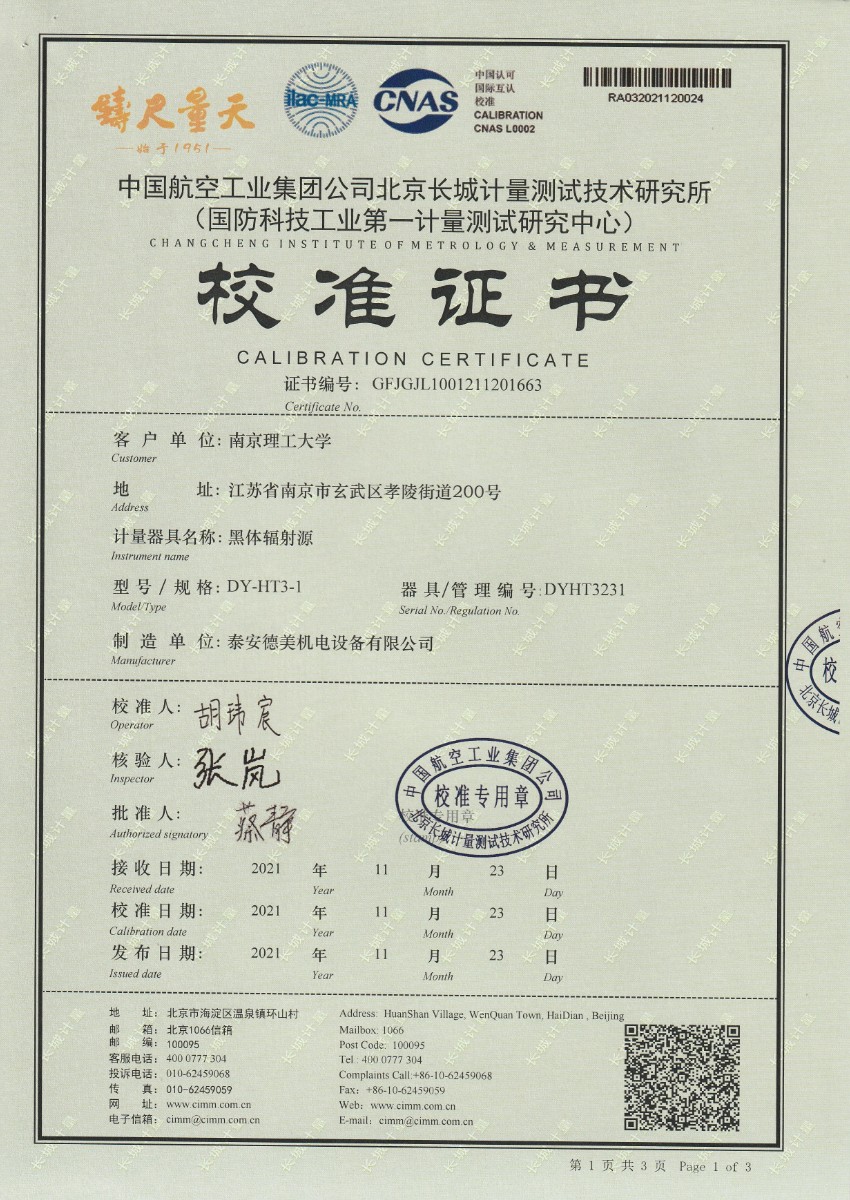 鑄尺量天
始于1951
ilac-MRA
CNAS
中国认可
国际互认
校准
CALIBRATION
CNAS L0002
RA032021120024
中国航空工业集团公司北京长城计量测试技术研究所
（国防科技工业第一计量测试研究中心）
CHANGCHENG INSTITUTE OF METROLOGY & MEASUREMENT
校准证书
CALIBRATION CERTIFICATE
证书编号: GFJGJL1001211201663
Certificate No.
客户单位: 南京理工大学
Customer
地址: 江苏省南京市玄武区孝陵街道200号
Address
计量器具名称: 黑体辐射源
Instrument name
型号/规格: DY-HT3-1 器具/管理编号: DYHT3231
Model/Type Serial No./Regulation No.
制造单位: 泰安德美机电设备有限公司
Manufacturer
校准人: 胡玮宸
Operator
核验人: 张岚
Inspector
批准人: 蔡静
Authorized signatory
中国航空工业集团公司
校准专用章
北京长城计量测试技术研究所
接收日期: 2021 年 11 月 23 日
Received date Year Month Day
校准日期: 2021 年 11 月 23 日
Calibration date Year Month Day
发布日期: 2021 年 11 月 23 日
Issued date Year Month Day
地址: 北京市海淀区温泉镇环山村 Address: HuanShan Village, WenQuan Town, HaiDian , Beijing
邮箱: 北京1066信箱 Mailbox: 1066
邮编: 100095 Post Code: 100095
客服电话: 400 0777 304 Tel.: 400 0777 304
投诉电话: 010-62459068 Complaints Call:+86-10-62459068
传真: 010-62459059 Fax: +86-10-62459059
网址: www.cimm.com.cn Web: www.cimm.com.cn
电子信箱: cimm@cimm.com.cn E-mail: cimm@cimm.com.cn
第 1 页 共 3 页 Page 1 of 3